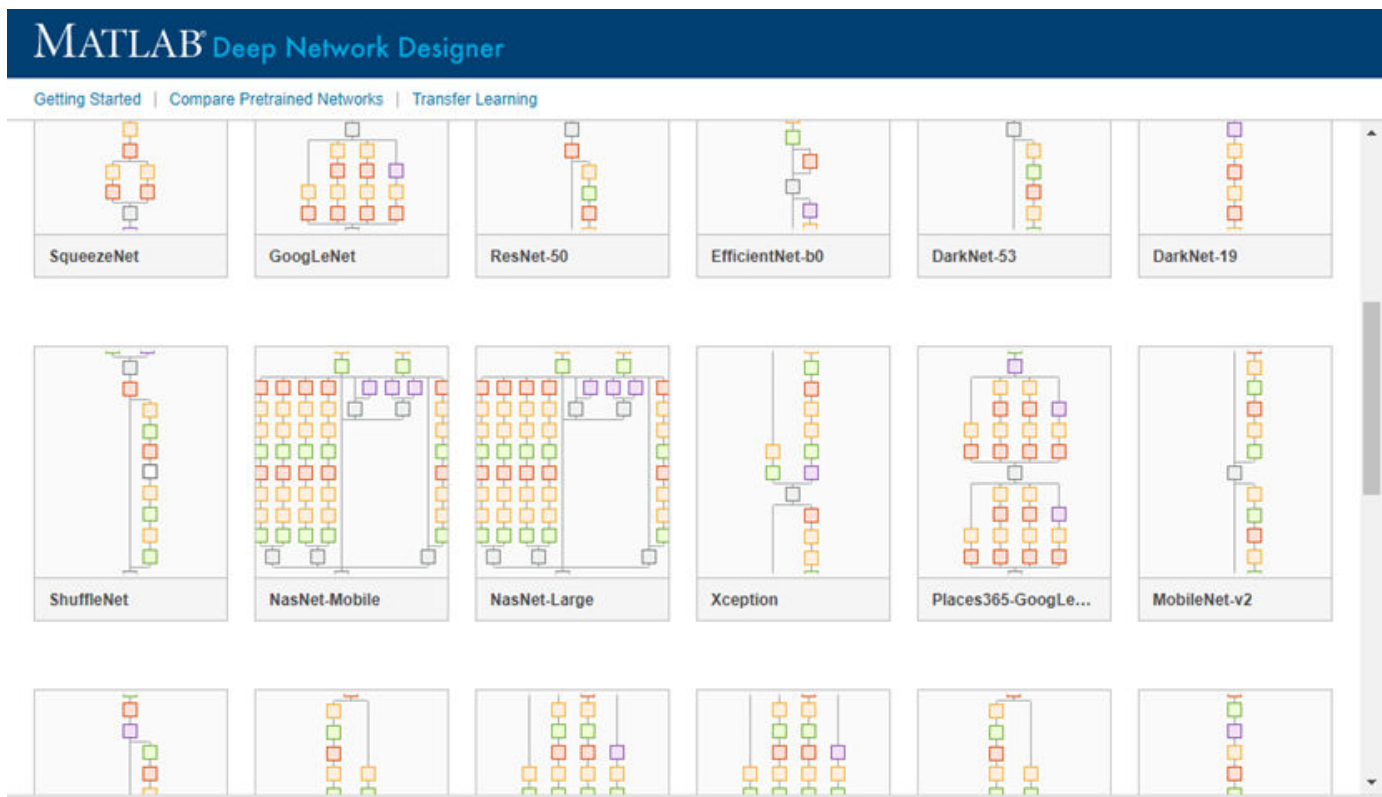 MATLAB® Deep Network Designer
Getting Started | Compare Pretrained Networks | Transfer Learning
SqueezeNet
GoogLeNet
ResNet-50
EfficientNet-b0
DarkNet-53
DarkNet-19
ShuffleNet
NasNet-Mobile
NasNet-Large
Xception
Places365-GoogLe...
MobileNet-v2